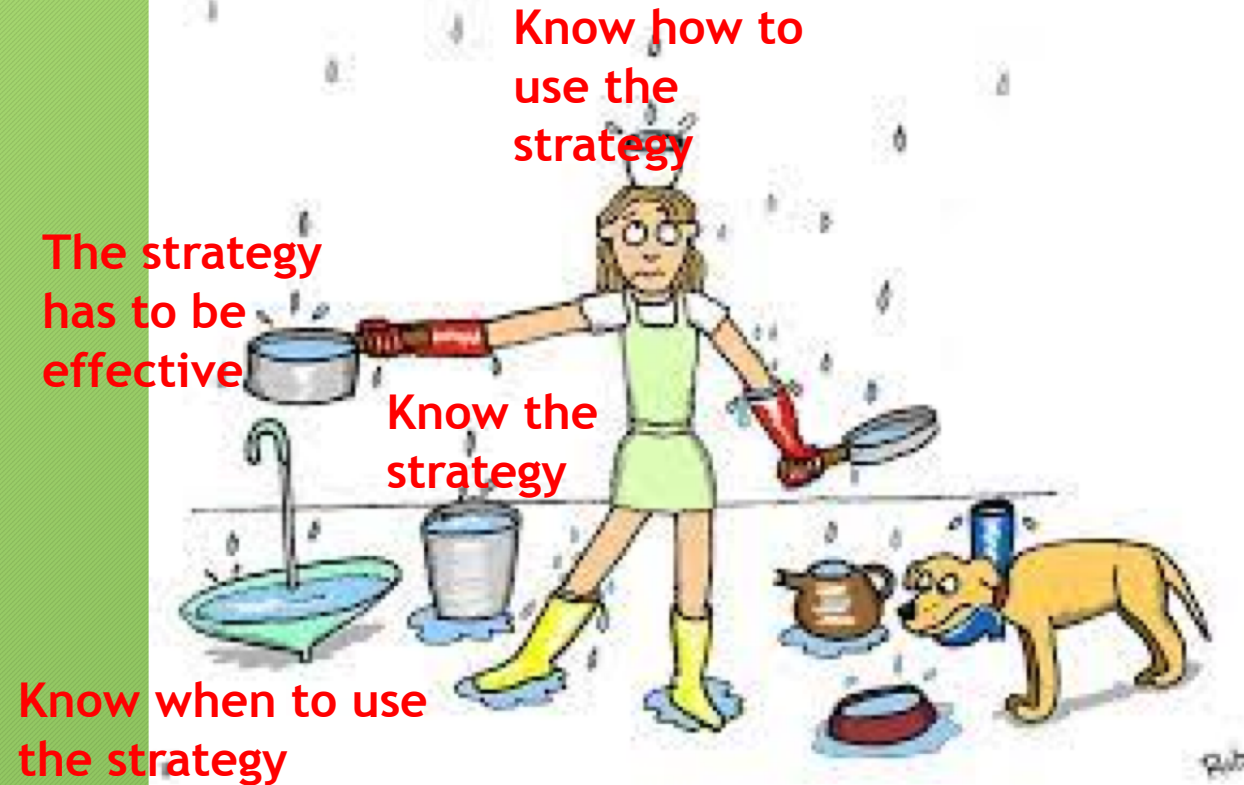 Know how to
use the
strategy
The strategy
has to be
effective
Know the
strategy
Know when to use
the strategy